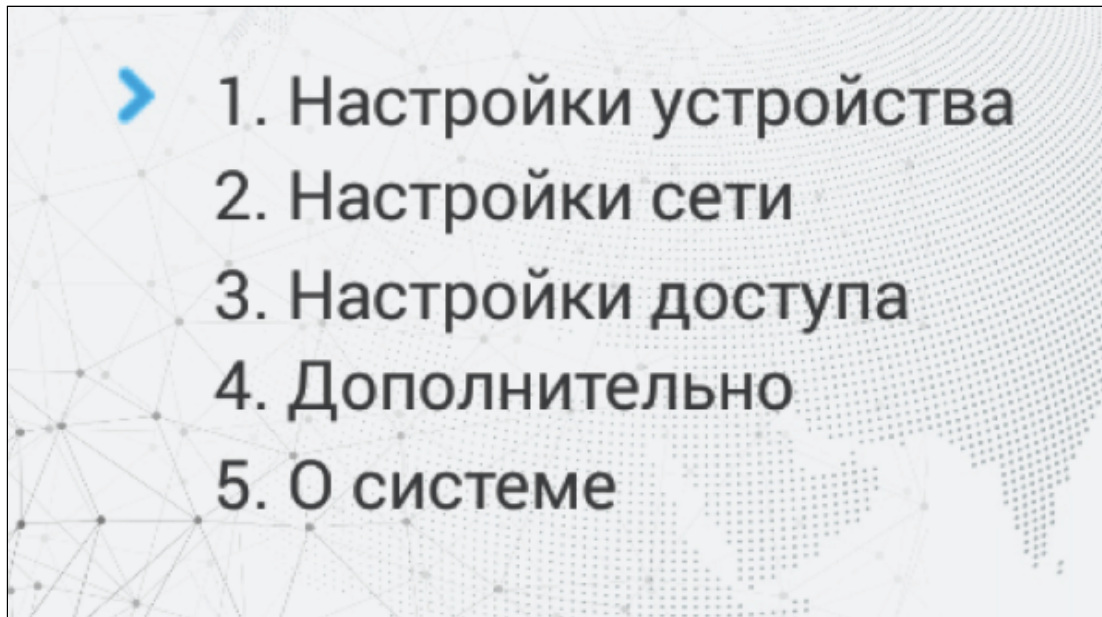 1. Настройки устройства
2. Настройки сети
3. Настройки доступа
4. Дополнительно
5. О системе